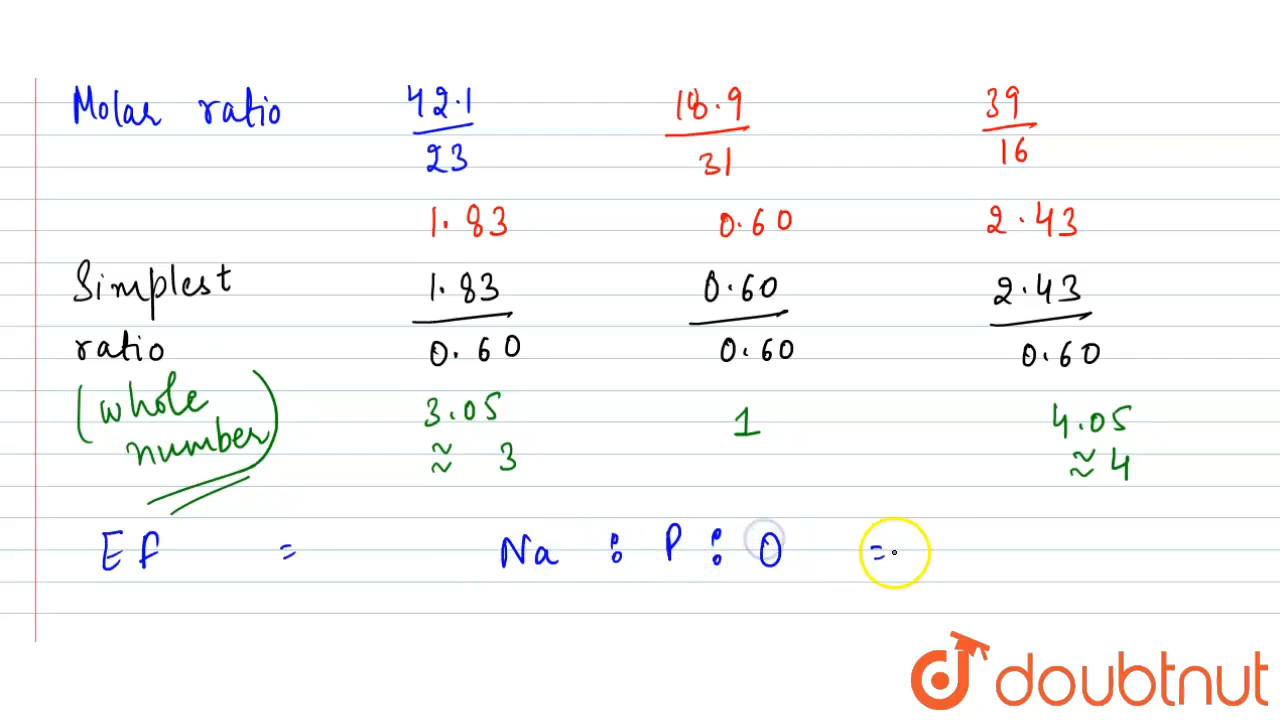 Molar ratio 42.1/23 18.9/31 39/16
1.83 0.60 2.43
Simplest ratio 1.83/0.60 0.60/0.60 2.43/0.60
(whole number) 3.05 1 4.05
≈ 3 ≈ 4
Ef = Na : P : O =
doubtnut